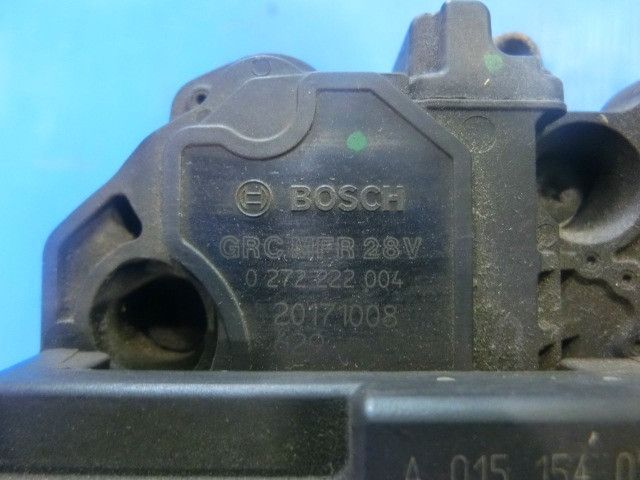 BOSCH
GRC MFR 28V
0 272 222 004
20171008
A 015 154